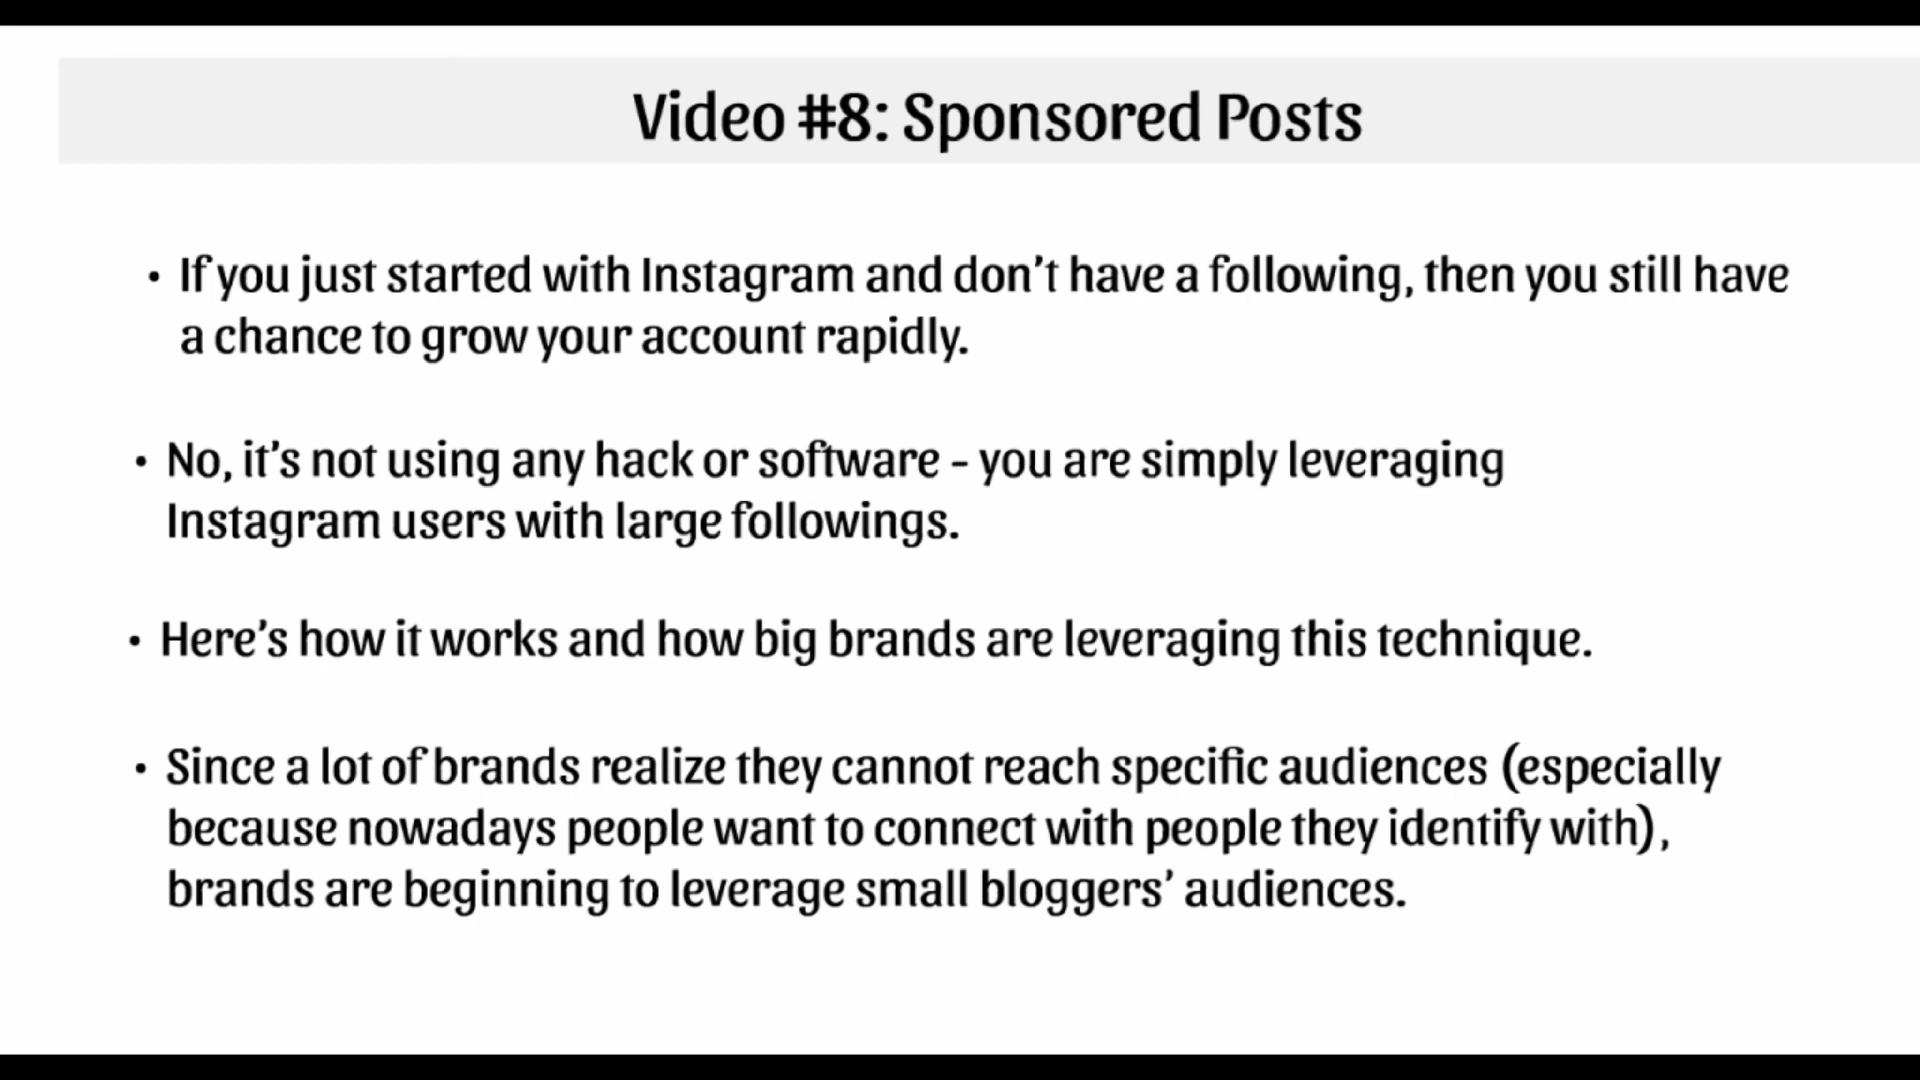 Video #8: Sponsored Posts
• If you just started with Instagram and don’t have a following, then you still have
a chance to grow your account rapidly.
• No, it’s not using any hack or software - you are simply leveraging
Instagram users with large followings.
• Here’s how it works and how big brands are leveraging this technique.
• Since a lot of brands realize they cannot reach specific audiences (especially
because nowadays people want to connect with people they identify with),
brands are beginning to leverage small bloggers’ audiences.